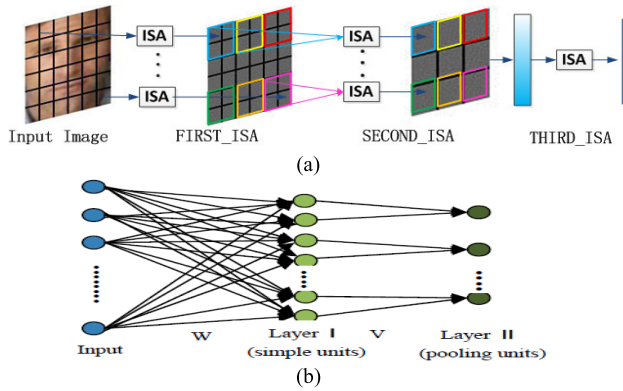 ISA ISA ISA
ISA ISA
Input Image FIRST_ISA SECOND_ISA THIRD_ISA
(a)
Input W Layer I V Layer II
(simple units) (pooling units)
(b)